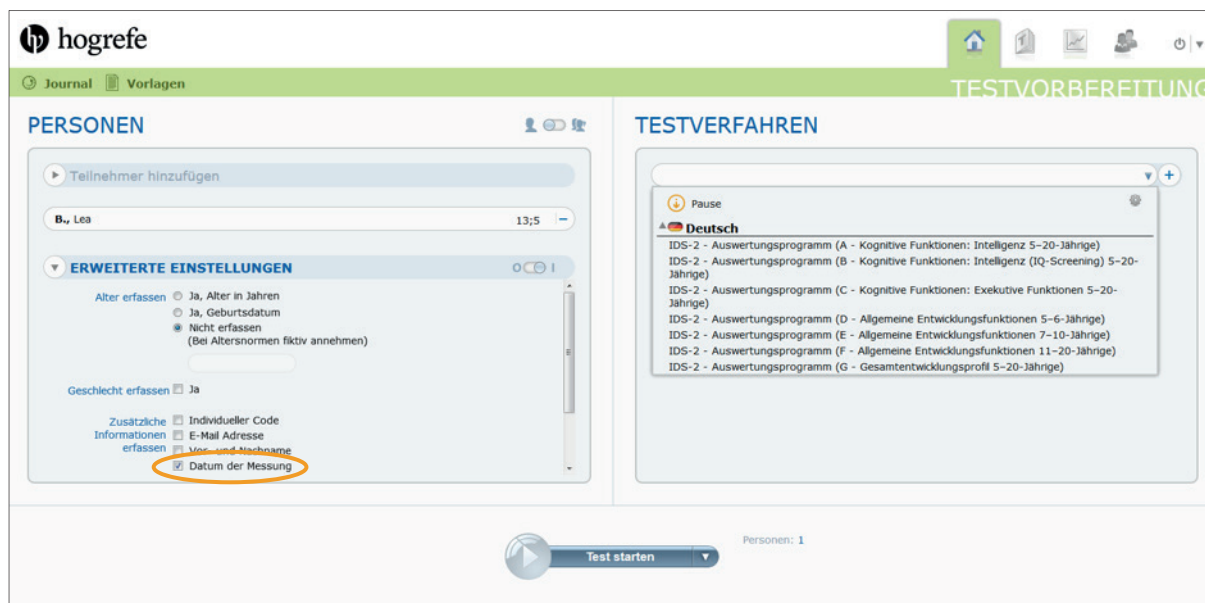 hogrefe
Journal Vorlagen
TESTVORBEREITUNG
PERSONEN
Teilnehmer hinzufügen
B., Lea 13;5
ERWEITERTE EINSTELLUNGEN
Alter erfassen Ja, Alter in Jahren
Ja, Geburtsdatum
Nicht erfassen
(Bei Altersnormen fiktiv annehmen)
Geschlecht erfassen Ja
Zusätzliche Individueller Code
Informationen E-Mail Adresse
erfassen Vor- und Nachname
Datum der Messung
TESTVERFAHREN
Pause
Deutsch
IDS-2 - Auswertungsprogramm (A - Kognitive Funktionen: Intelligenz 5–20-Jährige)
IDS-2 - Auswertungsprogramm (B - Kognitive Funktionen: Intelligenz (IQ-Screening) 5–20-
Jährige)
IDS-2 - Auswertungsprogramm (C - Kognitive Funktionen: Exekutive Funktionen 5–20-
Jährige)
IDS-2 - Auswertungsprogramm (D - Allgemeine Entwicklungsfunktionen 5–6-Jährige)
IDS-2 - Auswertungsprogramm (E - Allgemeine Entwicklungsfunktionen 7–10-Jährige)
IDS-2 - Auswertungsprogramm (F - Allgemeine Entwicklungsfunktionen 11–20-Jährige)
IDS-2 - Auswertungsprogramm (G - Gesamtentwicklungsprofil 5–20-Jährige)
Test starten
Personen: 1